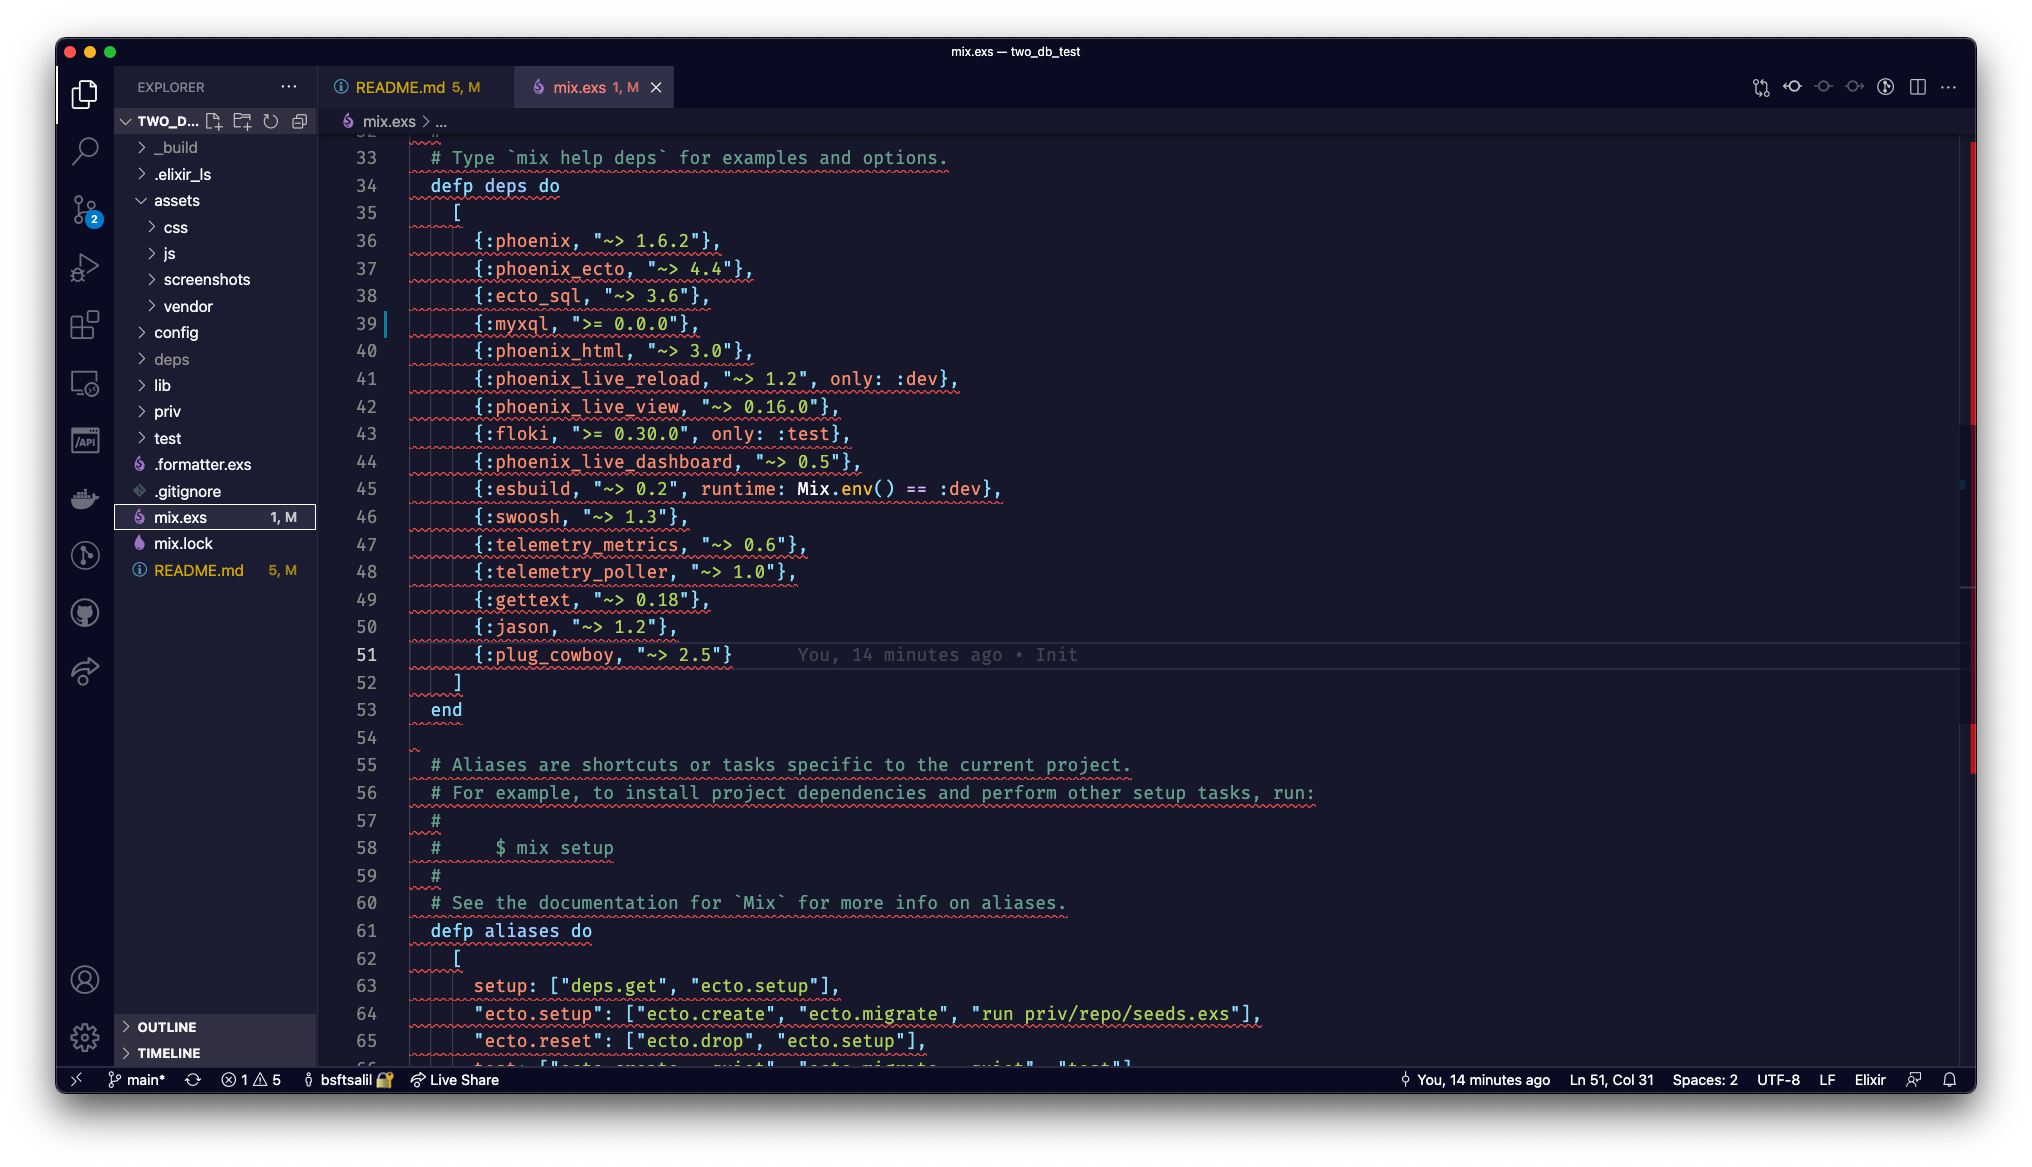 mix.exs — two_db_test
EXPLORER
README.md 5, M
mix.exs 1, M
TWO_D...
mix.exs > ...
_build
.elixir_ls
assets
css
js
screenshots
vendor
config
deps
lib
priv
test
.formatter.exs
.gitignore
mix.exs 1, M
mix.lock
README.md 5, M
OUTLINE
TIMELINE
2
/API
32 #
33 # Type `mix help deps` for examples and options.
34 defp deps do
35 [
36 {:phoenix, "~> 1.6.2"},
37 {:phoenix_ecto, "~> 4.4"},
38 {:ecto_sql, "~> 3.6"},
39 {:myxql, ">= 0.0.0"},
40 {:phoenix_html, "~> 3.0"},
41 {:phoenix_live_reload, "~> 1.2", only: :dev},
42 {:phoenix_live_view, "~> 0.16.0"},
43 {:floki, ">= 0.30.0", only: :test},
44 {:phoenix_live_dashboard, "~> 0.5"},
45 {:esbuild, "~> 0.2", runtime: Mix.env() == :dev},
46 {:swoosh, "~> 1.3"},
47 {:telemetry_metrics, "~> 0.6"},
48 {:telemetry_poller, "~> 1.0"},
49 {:gettext, "~> 0.18"},
50 {:jason, "~> 1.2"},
51 {:plug_cowboy, "~> 2.5"} You, 14 minutes ago • Init
52 ]
53 end
54
55 # Aliases are shortcuts or tasks specific to the current project.
56 # For example, to install project dependencies and perform other setup tasks, run:
57 #
58 # $ mix setup
59 #
60 # See the documentation for `Mix` for more info on aliases.
61 defp aliases do
62 [
63 setup: ["deps.get", "ecto.setup"],
64 "ecto.setup": ["ecto.create", "ecto.migrate", "run priv/repo/seeds.exs"],
65 "ecto.reset": ["ecto.drop", "ecto.setup"],
main* 1 5 bsftsalil Live Share You, 14 minutes ago Ln 51, Col 31 Spaces: 2 UTF-8 LF Elixir